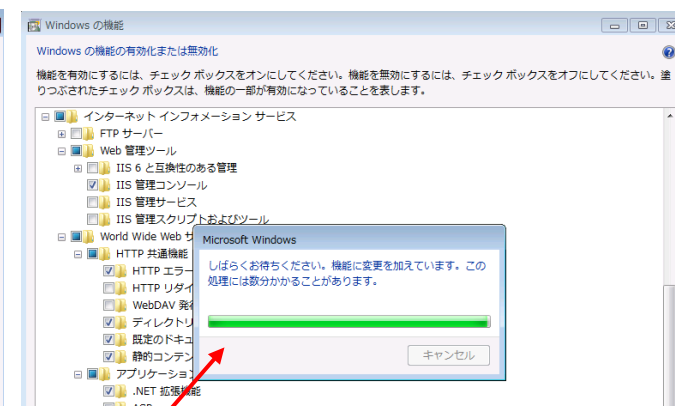 Windows の機能
Windows の機能の有効化または無効化
機能を有効にするには、チェック ボックスをオンにしてください。機能を無効にするには、チェック ボックスをオフにしてください。塗
りつぶされたチェック ボックスは、機能の一部が有効になっていることを表します。
インターネット インフォメーション サービス
FTP サーバー
Web 管理ツール
IIS 6 と互換性のある管理
IIS 管理コンソール
IIS 管理サービス
IIS 管理スクリプトおよびツール
World Wide Web サ
Microsoft Windows
HTTP 共通機能
しばらくお待ちください。機能に変更を加えています。この
処理には数分かかることがあります。
HTTP エラー
HTTP リダイ
WebDAV 発
ディレクトリ
既定のドキュ
静的コンテン
キャンセル
アプリケーション
.NET 拡張機能